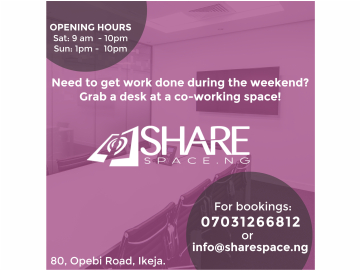 OPENING HOURS
Sat: 9 am - 10pm
Sun: 1pm - 10pm
Need to get work done during the weekend?
Grab a desk at a co-working space!
SHARE
SPACE.NG
For bookings:
07031266812
or
info@sharespace.ng
80, Opebi Road, Ikeja.